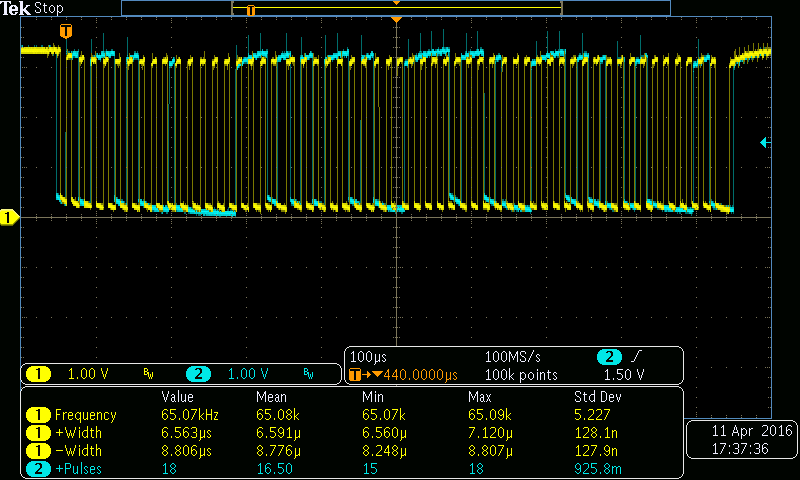 Tek Stop
T
T
1
100µs 100MS/s 2
1 1.00 V BW 2 1.00 V BW T→▼440.0000µs 100k points 1.50 V
Value Mean Min Max Std Dev
1 Frequency 65.07kHz 65.08k 65.07k 65.09k 5.227
1 +Width 6.563µs 6.591µ 6.560µ 7.120µ 128.1n
1 −Width 8.806µs 8.776µ 8.248µ 8.807µ 127.9n
2 +Pulses 18 16.50 15 18 925.8m
11 Apr 2016
17:37:36